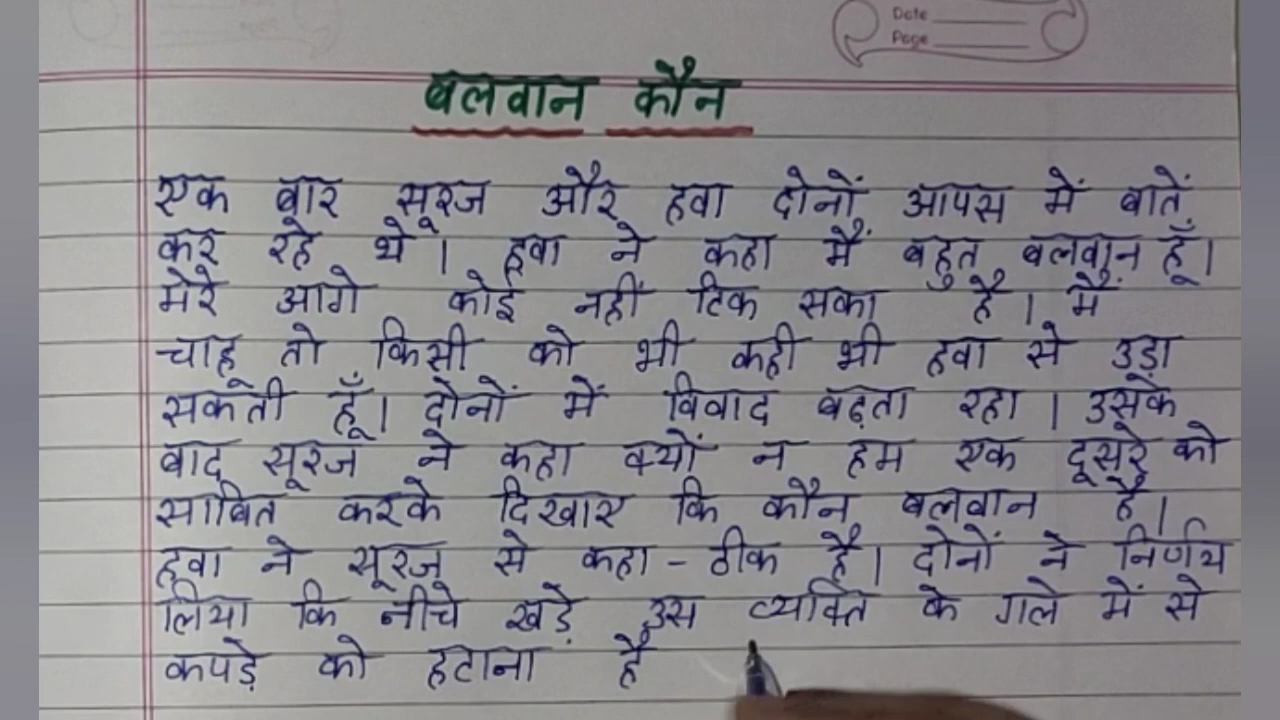 Date
Page
बलवान कौन
एक बार सूरज और हवा दोनों आपस में बातें
कर रहे थे। हवा ने कहा मैं बहुत बलवान हूँ।
मेरे आगे कोई नहीं टिक सका है। मैं
चाहू तो किसी को भी कही भी हवा से उड़ा
सकती हूँ। दोनों में विवाद बढ़ता रहा। उसके
बाद सूरज ने कहा क्यों न हम एक दूसरे को
साबित करके दिखाए कि कौन बलवान है।
हवा ने सूरज से कहा - ठीक है। दोनों ने निर्णय
लिया कि नीचे खड़े उस व्यक्ति के गले में से
कपड़े को हटाना है